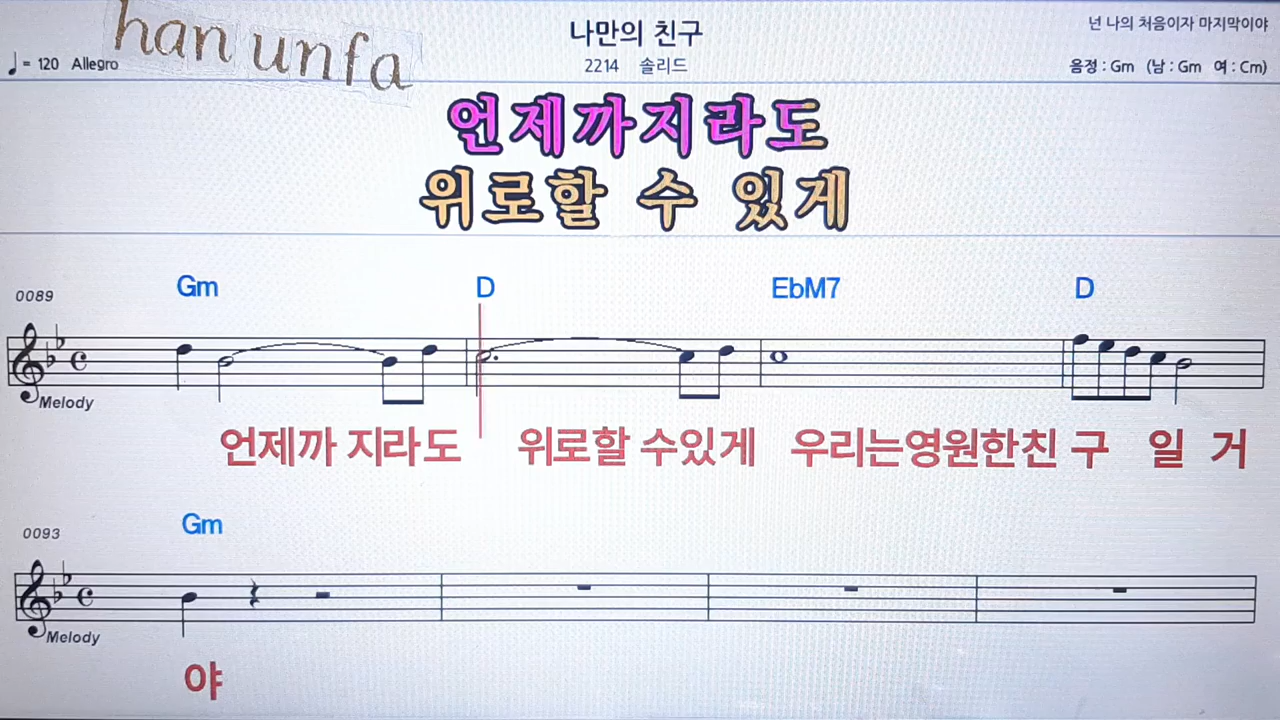 han unfa
나만의 친구
넌 나의 처음이자 마지막이야
♩= 120 Allegro
2214 솔리드
음정 : Gm (남 : Gm 여 : Cm)
언제까지라도
위로할 수 있게
0089
Gm D EbM7 D
Melody
언제까 지라도 위로할 수있게 우리는영원한친 구 일 거
0093
Gm
Melody
야